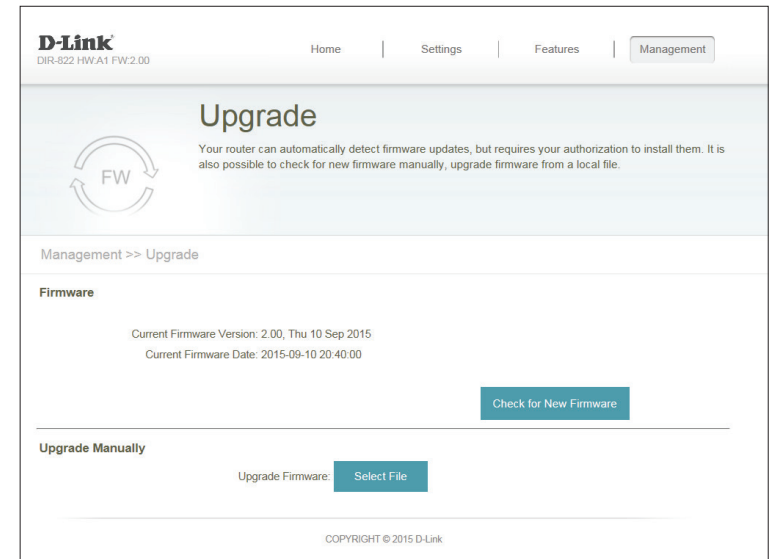 D-Link
DIR-822 HW:A1 FW:2.00
Home
Settings
Features
Management
Upgrade
Your router can automatically detect firmware updates, but requires your authorization to install them. It is
also possible to check for new firmware manually, upgrade firmware from a local file.
FW
Management >> Upgrade
Firmware
Current Firmware Version: 2.00, Thu 10 Sep 2015
Current Firmware Date: 2015-09-10 20:40:00
Check for New Firmware
Upgrade Manually
Upgrade Firmware: Select File
COPYRIGHT © 2015 D-Link